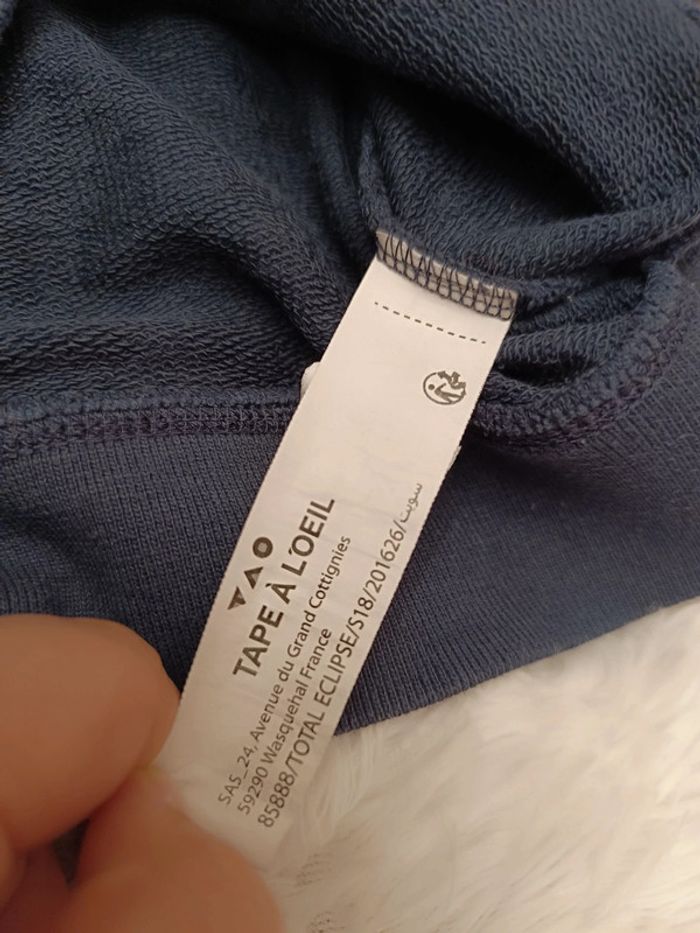 TAPE À L'OEIL
SAS_24, Avenue du Grand Cottignies
59290 Wasquehal France
85888/TOTAL ECLIPSE/S18/201626/سويت